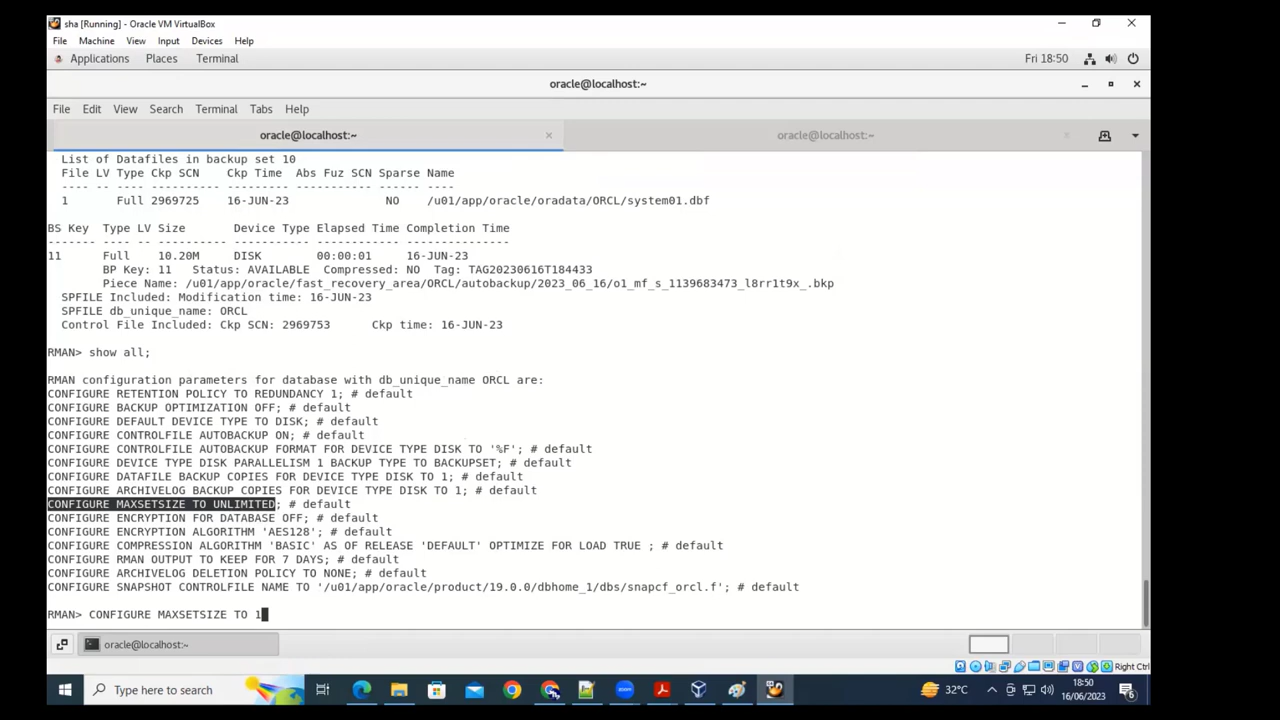 sha [Running] - Oracle VM VirtualBox
File Machine View Input Devices Help
Applications Places Terminal Fri 18:50
oracle@localhost:~
File Edit View Search Terminal Tabs Help
oracle@localhost:~ × oracle@localhost:~ ×
List of Datafiles in backup set 10
File LV Type Ckp SCN    Ckp Time  Abs Fuz SCN Sparse Name
---- -- ---- ---------- --------- ----------- ------ ----
1       Full 2969725    16-JUN-23              NO    /u01/app/oracle/oradata/ORCL/system01.dbf
BS Key  Type LV Size       Device Type Elapsed Time Completion Time
------- ---- -- ---------- ----------- ------------ ---------------
11      Full    10.20M     DISK        00:00:01     16-JUN-23
BP Key: 11   Status: AVAILABLE  Compressed: NO  Tag: TAG20230616T184433
Piece Name: /u01/app/oracle/fast_recovery_area/ORCL/autobackup/2023_06_16/o1_mf_s_1139683473_l8rr1t9x_.bkp
SPFILE Included: Modification time: 16-JUN-23
SPFILE db_unique_name: ORCL
Control File Included: Ckp SCN: 2969753      Ckp time: 16-JUN-23
RMAN> show all;
RMAN configuration parameters for database with db_unique_name ORCL are:
CONFIGURE RETENTION POLICY TO REDUNDANCY 1; # default
CONFIGURE BACKUP OPTIMIZATION OFF; # default
CONFIGURE DEFAULT DEVICE TYPE TO DISK; # default
CONFIGURE CONTROLFILE AUTOBACKUP ON; # default
CONFIGURE CONTROLFILE AUTOBACKUP FORMAT FOR DEVICE TYPE DISK TO '%F'; # default
CONFIGURE DEVICE TYPE DISK PARALLELISM 1 BACKUP TYPE TO BACKUPSET; # default
CONFIGURE DATAFILE BACKUP COPIES FOR DEVICE TYPE DISK TO 1; # default
CONFIGURE ARCHIVELOG BACKUP COPIES FOR DEVICE TYPE DISK TO 1; # default
CONFIGURE MAXSETSIZE TO UNLIMITED; # default
CONFIGURE ENCRYPTION FOR DATABASE OFF; # default
CONFIGURE ENCRYPTION ALGORITHM 'AES128'; # default
CONFIGURE COMPRESSION ALGORITHM 'BASIC' AS OF RELEASE 'DEFAULT' OPTIMIZE FOR LOAD TRUE ; # default
CONFIGURE RMAN OUTPUT TO KEEP FOR 7 DAYS; # default
CONFIGURE ARCHIVELOG DELETION POLICY TO NONE; # default
CONFIGURE SNAPSHOT CONTROLFILE NAME TO '/u01/app/oracle/product/19.0.0/dbhome_1/dbs/snapcf_orcl.f'; # default
RMAN> CONFIGURE MAXSETSIZE TO 1
oracle@localhost:~
Right Ctrl
Type here to search
32°C
18:50
16/06/2023
6